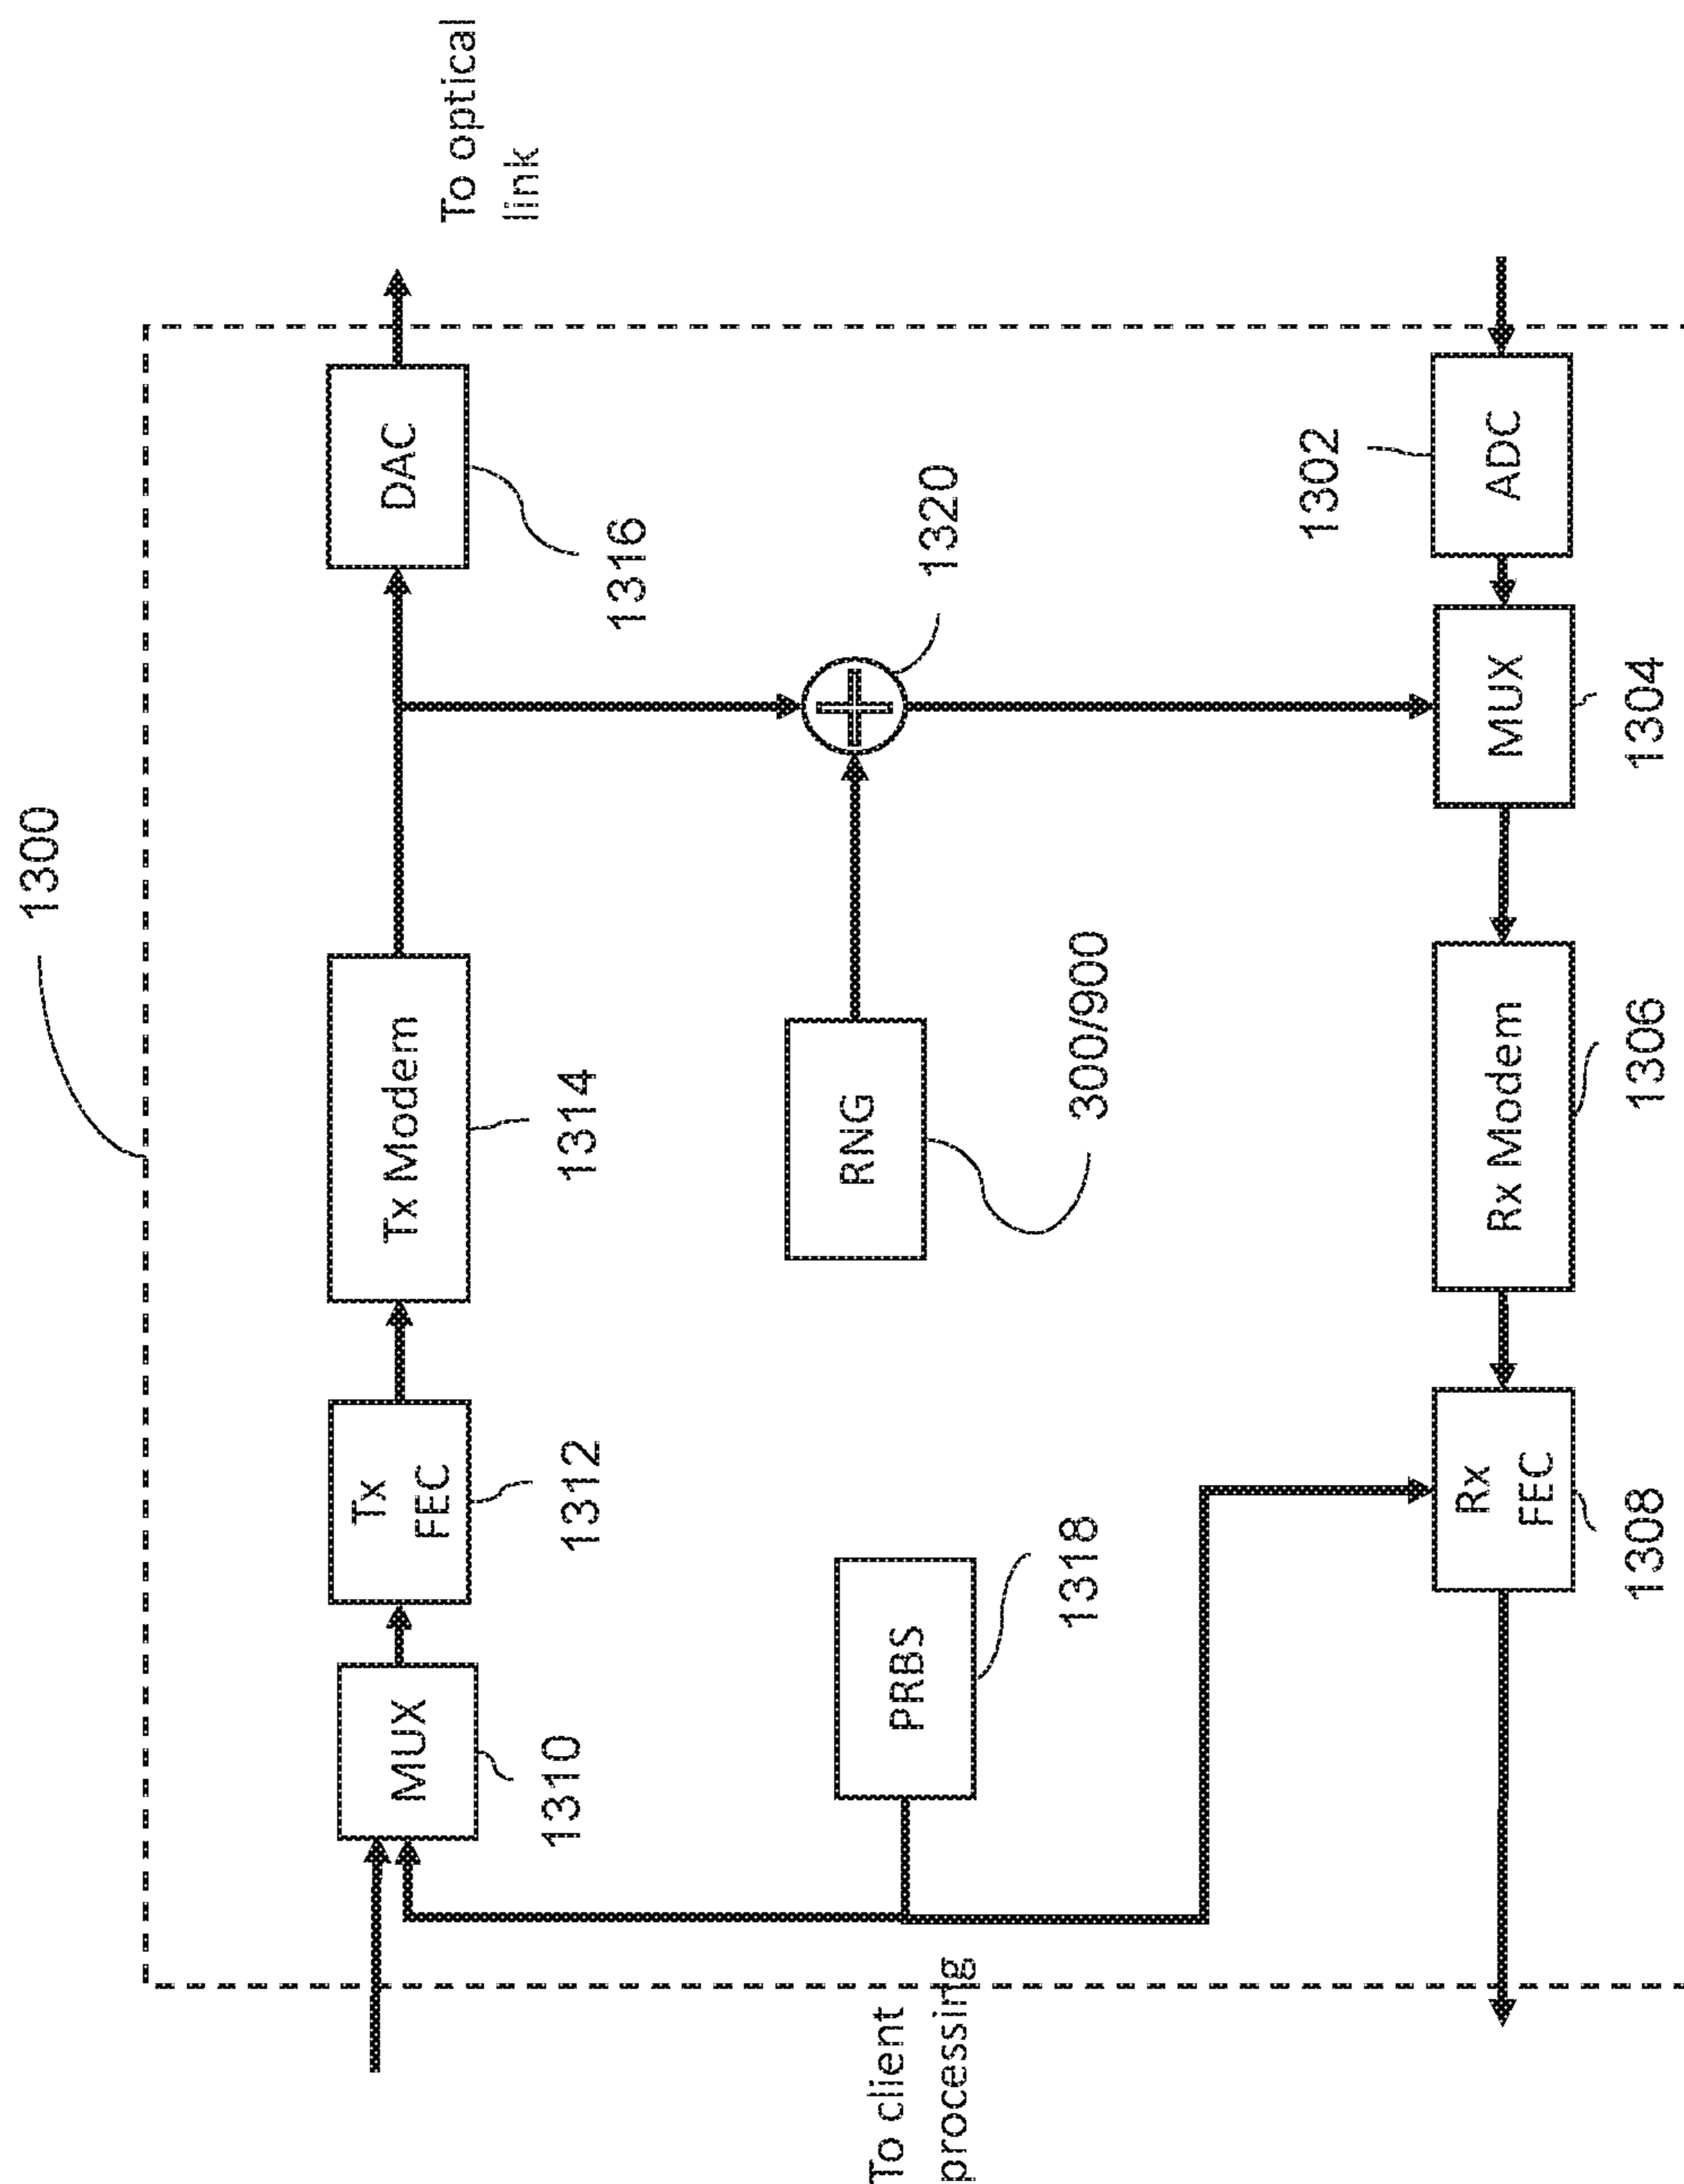 1300
To optical
link
MUX
1310
Tx
FEC
1312
Tx Modem
1314
DAC
1316
PRBS
1318
RNG
300/900
1320
To client
processing
Rx
FEC
1308
Rx Modem
1306
MUX
1304
ADC
1302